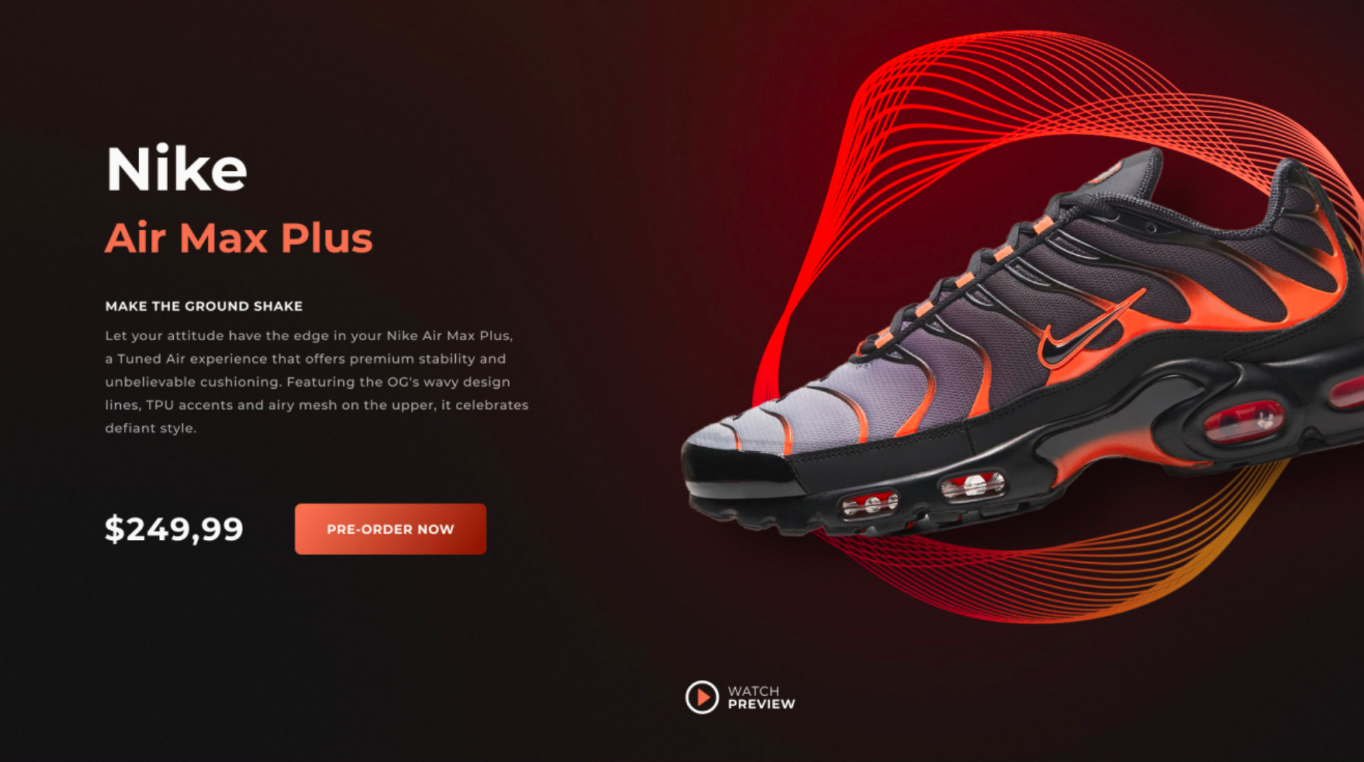 Nike
Air Max Plus
MAKE THE GROUND SHAKE
Let your attitude have the edge in your Nike Air Max Plus,
a Tuned Air experience that offers premium stability and
unbelievable cushioning. Featuring the OG's wavy design
lines, TPU accents and airy mesh on the upper, it celebrates
defiant style.
$249,99
PRE-ORDER NOW
WATCH
PREVIEW